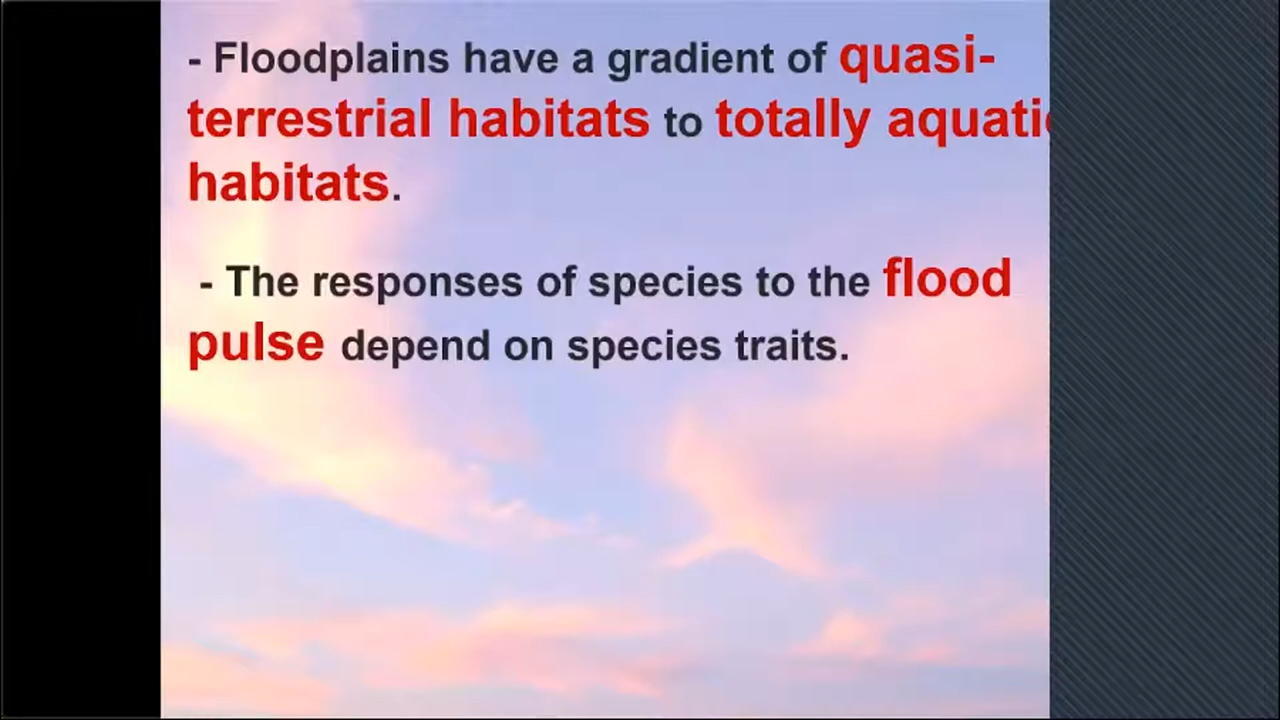 - Floodplains have a gradient of quasi-
terrestrial habitats to totally aquatic
habitats.
- The responses of species to the flood
pulse depend on species traits.